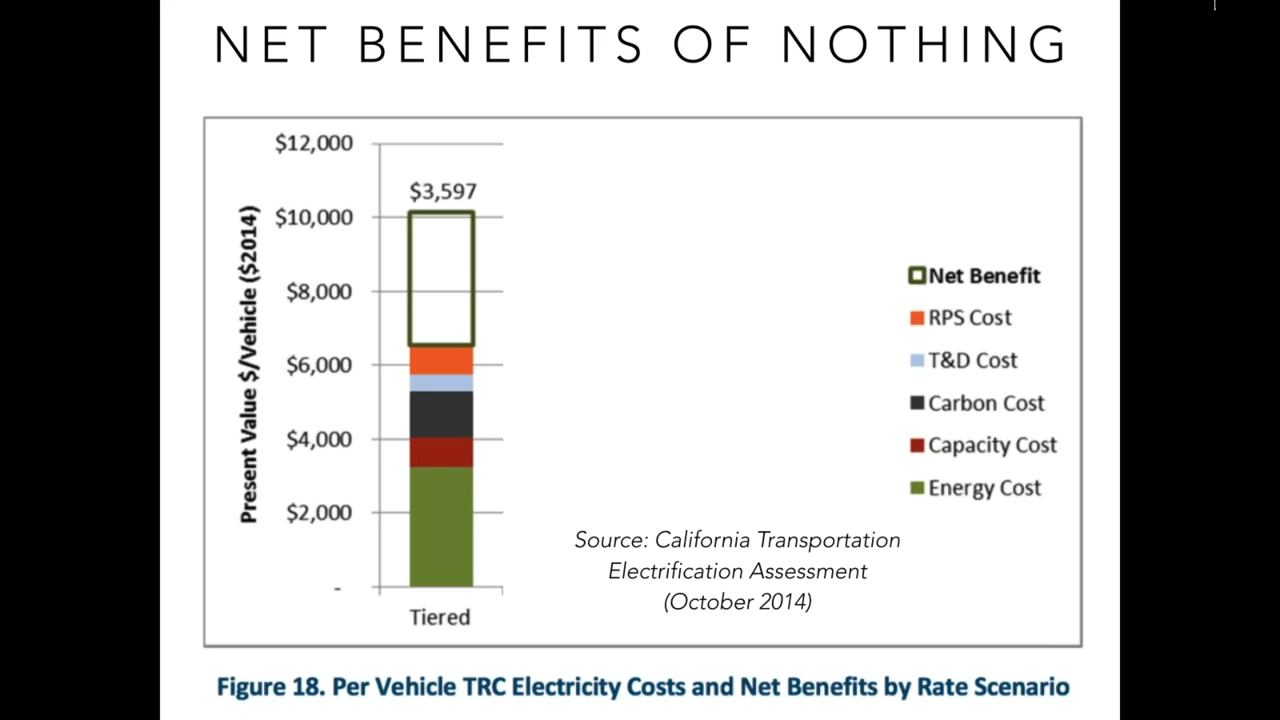 NET BENEFITS OF NOTHING
$12,000
$3,597
$10,000
$8,000
$6,000
$4,000
$2,000
-
Present Value $/Vehicle ($2014)
Tiered
Net Benefit
RPS Cost
T&D Cost
Carbon Cost
Capacity Cost
Energy Cost
Source: California Transportation
Electrification Assessment
(October 2014)
Figure 18. Per Vehicle TRC Electricity Costs and Net Benefits by Rate Scenario